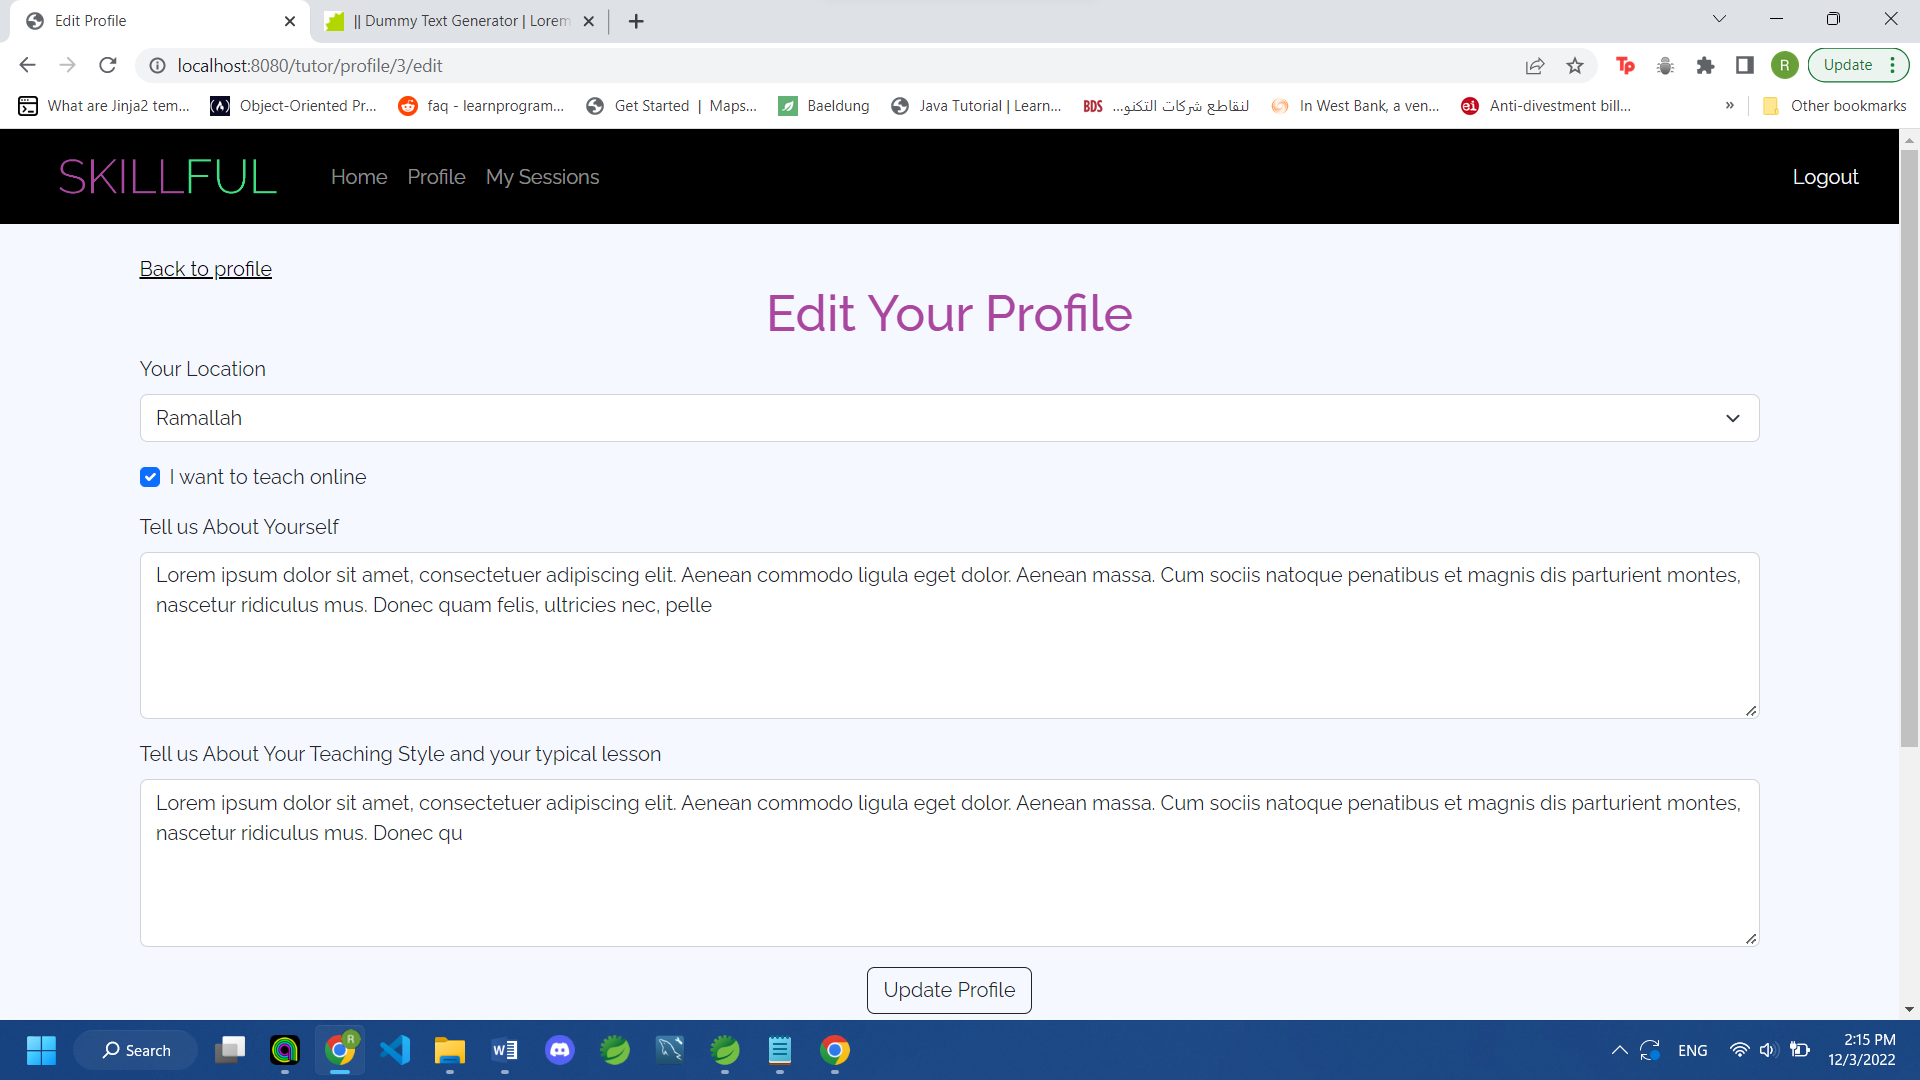 Edit Profile
|| Dummy Text Generator | Lorem
localhost:8080/tutor/profile/3/edit
Update
What are Jinja2 tem...
Object-Oriented Pr...
faq - learnprogram...
Get Started | Maps...
Baeldung
Java Tutorial | Learn...
BDS
لنقاطع شركات التكنو...
In West Bank, a ven...
ei
Anti-divestment bill...
»
Other bookmarks
SKILLFUL
Home
Profile
My Sessions
Logout
Back to profile
Edit Your Profile
Your Location
Ramallah
I want to teach online
Tell us About Yourself
Lorem ipsum dolor sit amet, consectetuer adipiscing elit. Aenean commodo ligula eget dolor. Aenean massa. Cum sociis natoque penatibus et magnis dis parturient montes,
nascetur ridiculus mus. Donec quam felis, ultricies nec, pelle
Tell us About Your Teaching Style and your typical lesson
Lorem ipsum dolor sit amet, consectetuer adipiscing elit. Aenean commodo ligula eget dolor. Aenean massa. Cum sociis natoque penatibus et magnis dis parturient montes,
nascetur ridiculus mus. Donec qu
Update Profile
Search
ENG
2:15 PM
12/3/2022